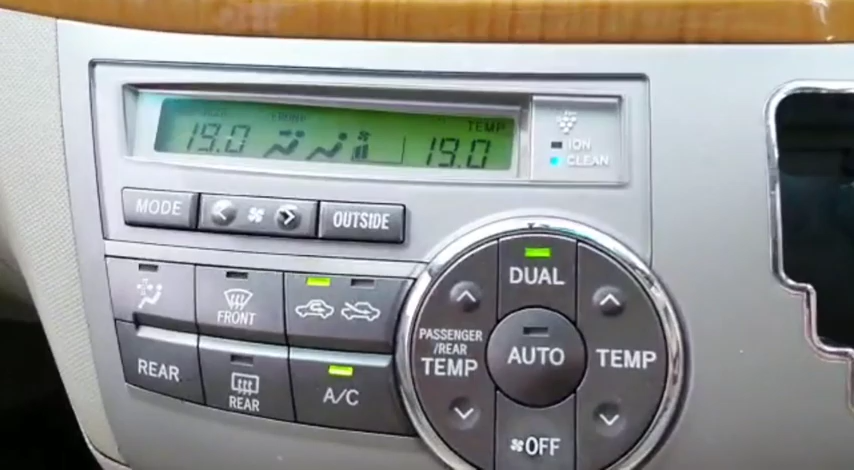 TEMP
19.0 19.0
ION
CLEAN
MODE
OUTSIDE
DUAL
FRONT
PASSENGER
/REAR
TEMP
AUTO
TEMP
REAR
REAR
A/C
OFF